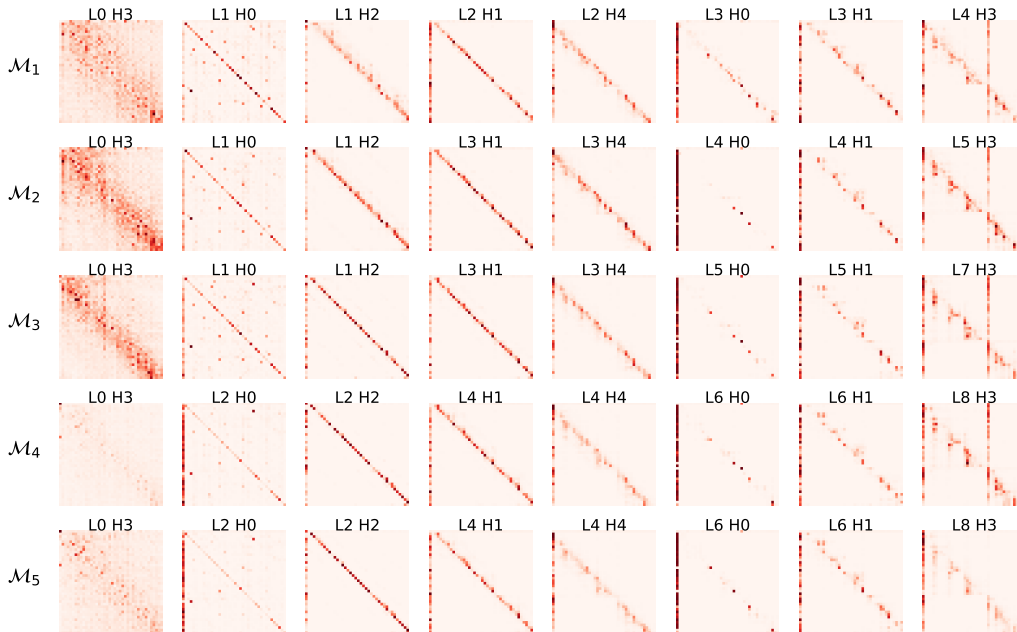 L0 H3 L1 H0 L1 H2 L2 H1 L2 H4 L3 H0 L3 H1 L4 H3
ℳ1
L0 H3 L1 H0 L1 H2 L3 H1 L3 H4 L4 H0 L4 H1 L5 H3
ℳ2
L0 H3 L1 H0 L1 H2 L3 H1 L3 H4 L5 H0 L5 H1 L7 H3
ℳ3
L0 H3 L2 H0 L2 H2 L4 H1 L4 H4 L6 H0 L6 H1 L8 H3
ℳ4
L0 H3 L2 H0 L2 H2 L4 H1 L4 H4 L6 H0 L6 H1 L8 H3
ℳ5